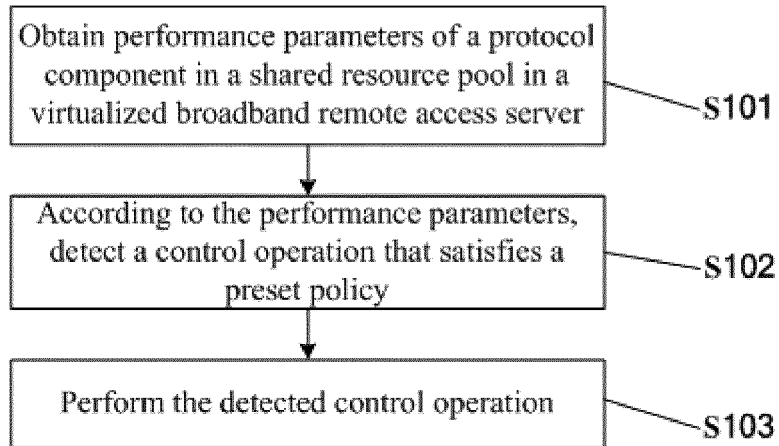 Obtain performance parameters of a protocol
component in a shared resource pool in a
virtualized broadband remote access server
S101
According to the performance parameters,
detect a control operation that satisfies a
preset policy
S102
Perform the detected control operation
S103